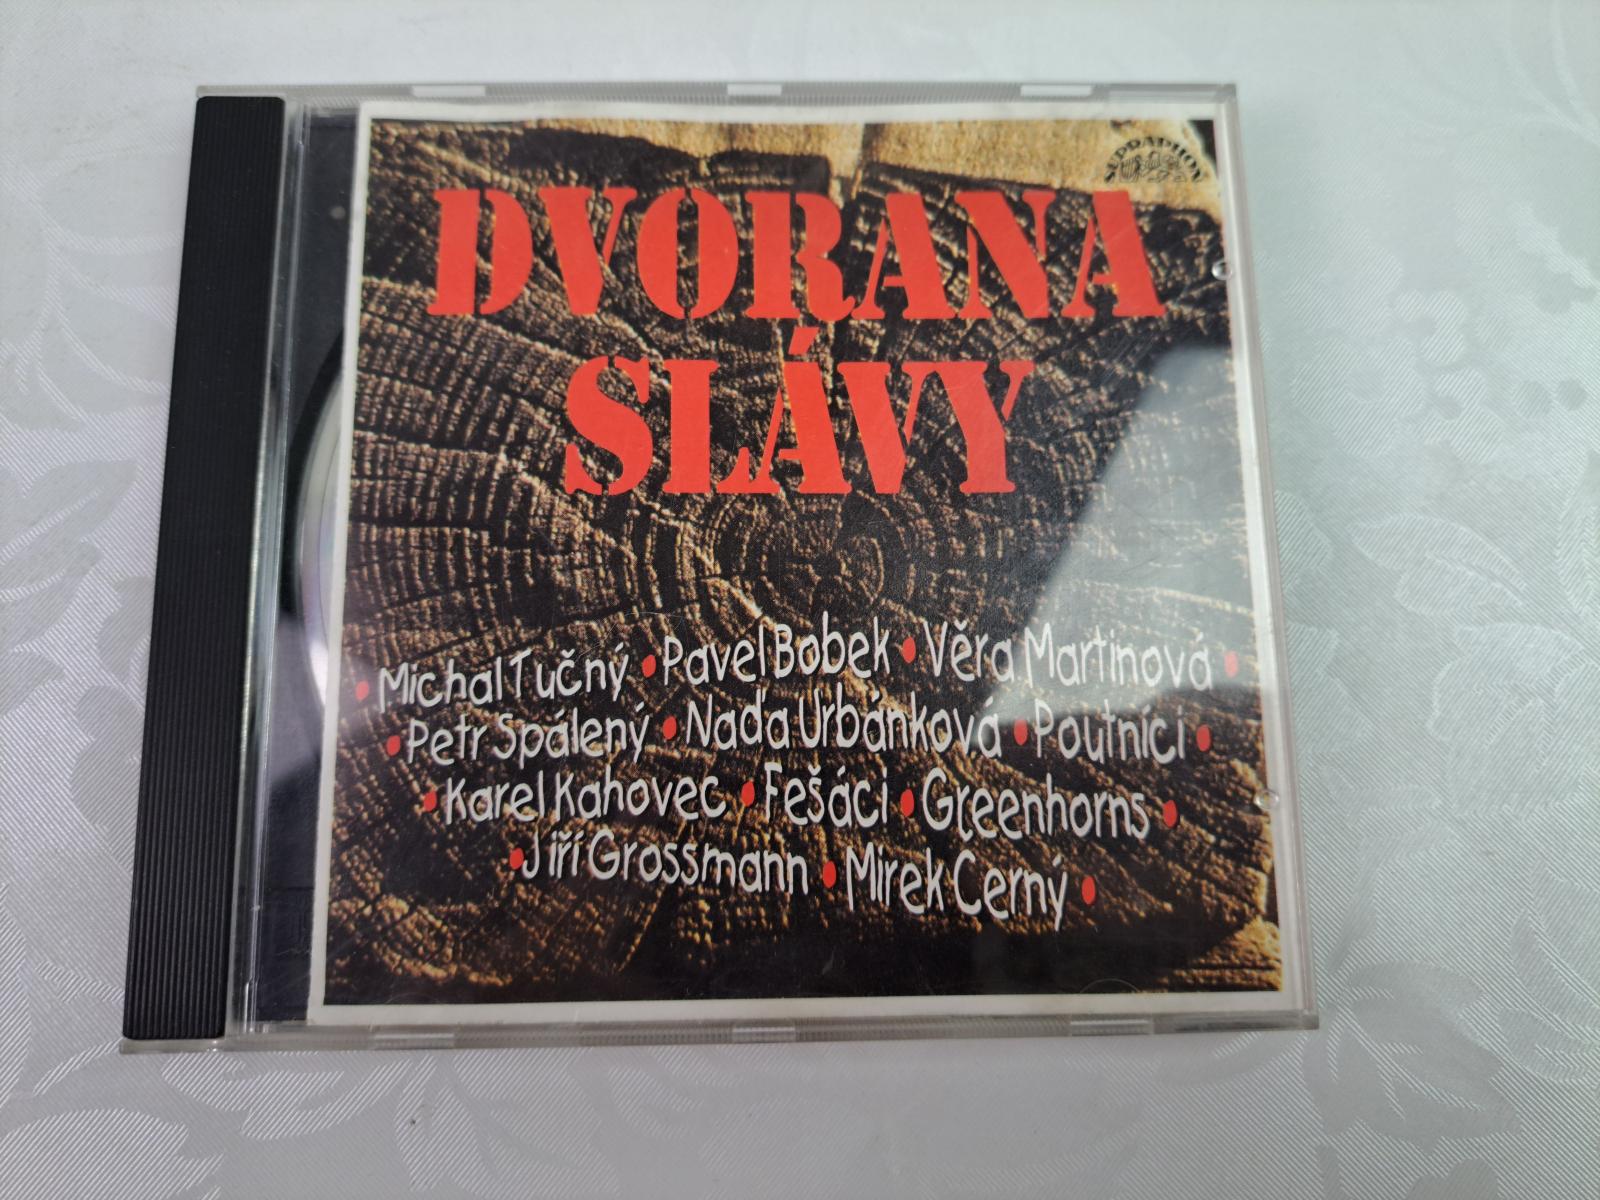 SUPRAPHON
DVORANA
SLÁVY
• Michal Tučný • Pavel Bobek • Věra Martinová •
• Petr Spálený • Naďa Urbánková • Poutníci •
• Karel Kahovec • Fešáci • Greenhorns •
• Jiří Grossmann • Mirek Černý •